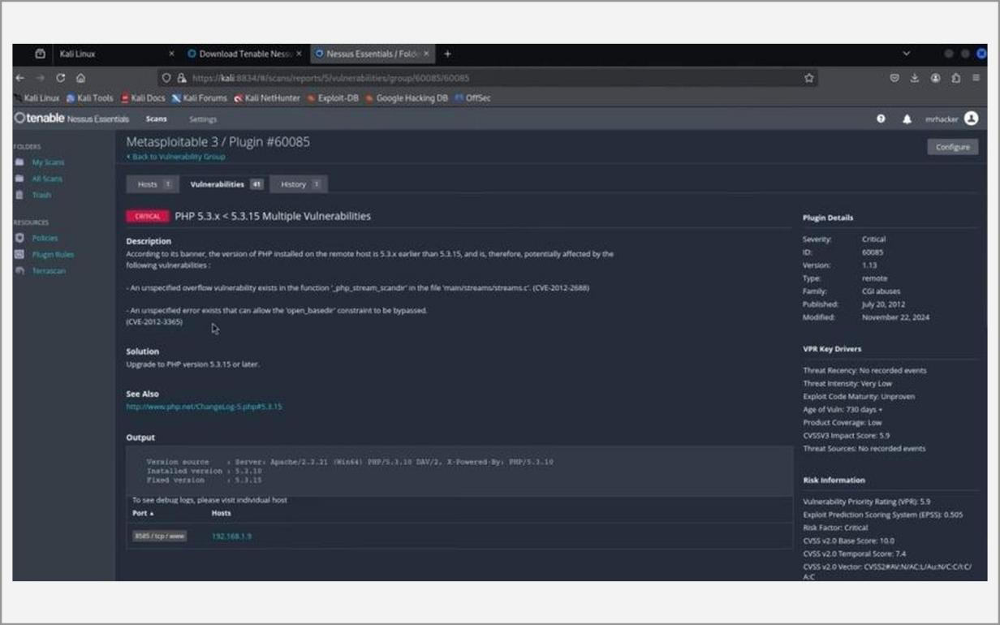 Kali Linux
Download Tenable Nessu
Nessus Essentials / Folde
https://kali:8834/#/scans/reports/5/vulnerabilities/group/60085/60085
Kali Linux Kali Tools Kali Docs Kali Forums Kali NetHunter Exploit-DB Google Hacking DB OffSec
tenable Nessus Essentials Scans Settings mrhacker
FOLDERS
My Scans
All Scans
Trash
RESOURCES
Policies
Plugin Rules
Terrascan
Metasploitable 3 / Plugin #60085
Back to Vulnerability Group
Configure
Hosts 1 Vulnerabilities 41 History 1
CRITICAL PHP 5.3.x < 5.3.15 Multiple Vulnerabilities
Description
According to its banner, the version of PHP installed on the remote host is 5.3.x earlier than 5.3.15, and is, therefore, potentially affected by the
following vulnerabilities :
- An unspecified overflow vulnerability exists in the function '_php_stream_scandir' in the file 'main/streams/streams.c'. (CVE-2012-2688)
- An unspecified error exists that can allow the 'open_basedir' constraint to be bypassed.
(CVE-2012-3365)
Solution
Upgrade to PHP version 5.3.15 or later.
See Also
http://www.php.net/ChangeLog-5.php#5.3.15
Output
Version source : Server: Apache/2.2.21 (Win64) PHP/5.3.10 DAV/2, X-Powered-By: PHP/5.3.10
Installed version : 5.3.10
Fixed version : 5.3.15
To see debug logs, please visit individual host
Port Hosts
8585 / tcp / www 192.168.1.9
Plugin Details
Severity: Critical
ID: 60085
Version: 1.13
Type: remote
Family: CGI abuses
Published: July 20, 2012
Modified: November 22, 2024
VPR Key Drivers
Threat Recency: No recorded events
Threat Intensity: Very Low
Exploit Code Maturity: Unproven
Age of Vuln: 730 days +
Product Coverage: Low
CVSSV3 Impact Score: 5.9
Threat Sources: No recorded events
Risk Information
Vulnerability Priority Rating (VPR): 5.9
Exploit Prediction Scoring System (EPSS): 0.505
Risk Factor: Critical
CVSS v2.0 Base Score: 10.0
CVSS v2.0 Temporal Score: 7.4
CVSS v2.0 Vector: CVSS2#AV:N/AC:L/Au:N/C:C/I:C/
A:C